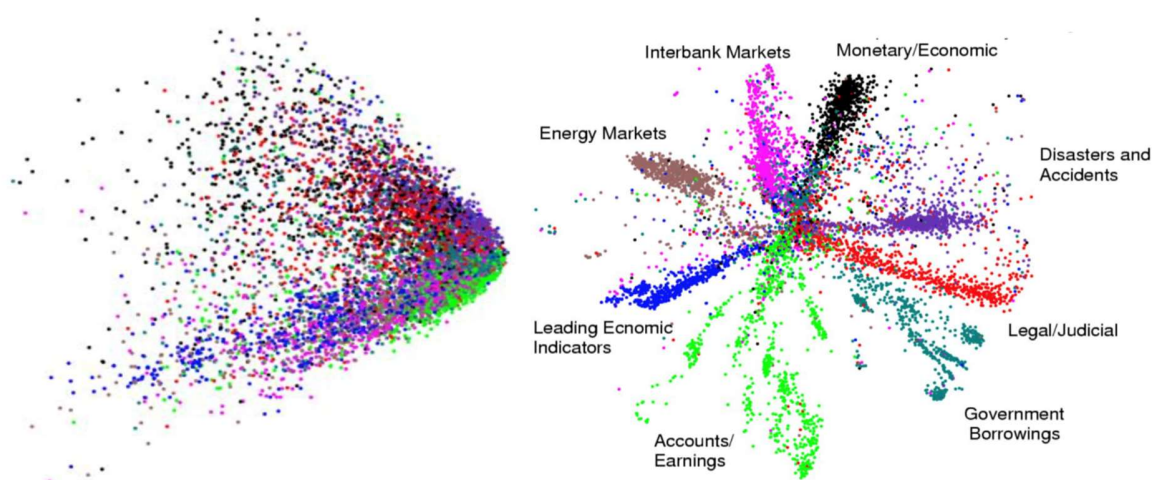 Interbank Markets
Monetary/Economic
Energy Markets
Disasters and
Accidents
Leading Ecnomic
Indicators
Legal/Judicial
Government
Borrowings
Accounts/
Earnings